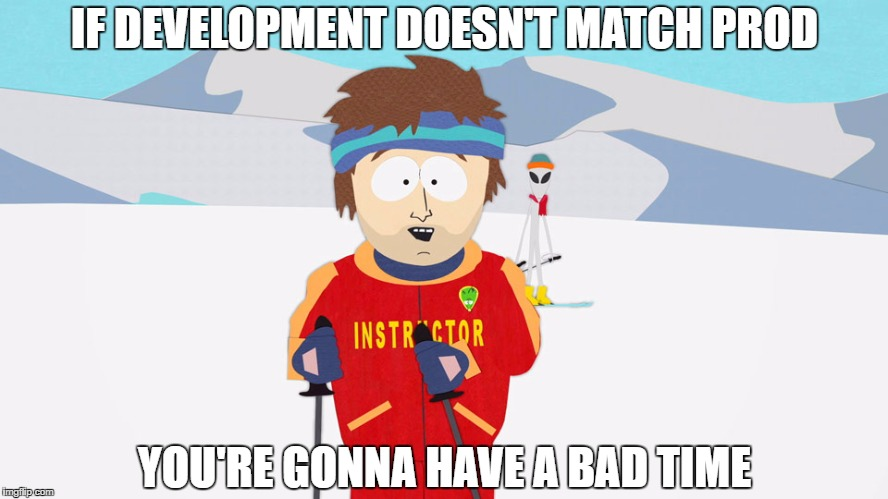 IF DEVELOPMENT DOESN'T MATCH PROD
INSTRUCTOR
YOU'RE GONNA HAVE A BAD TIME
imgflip.com